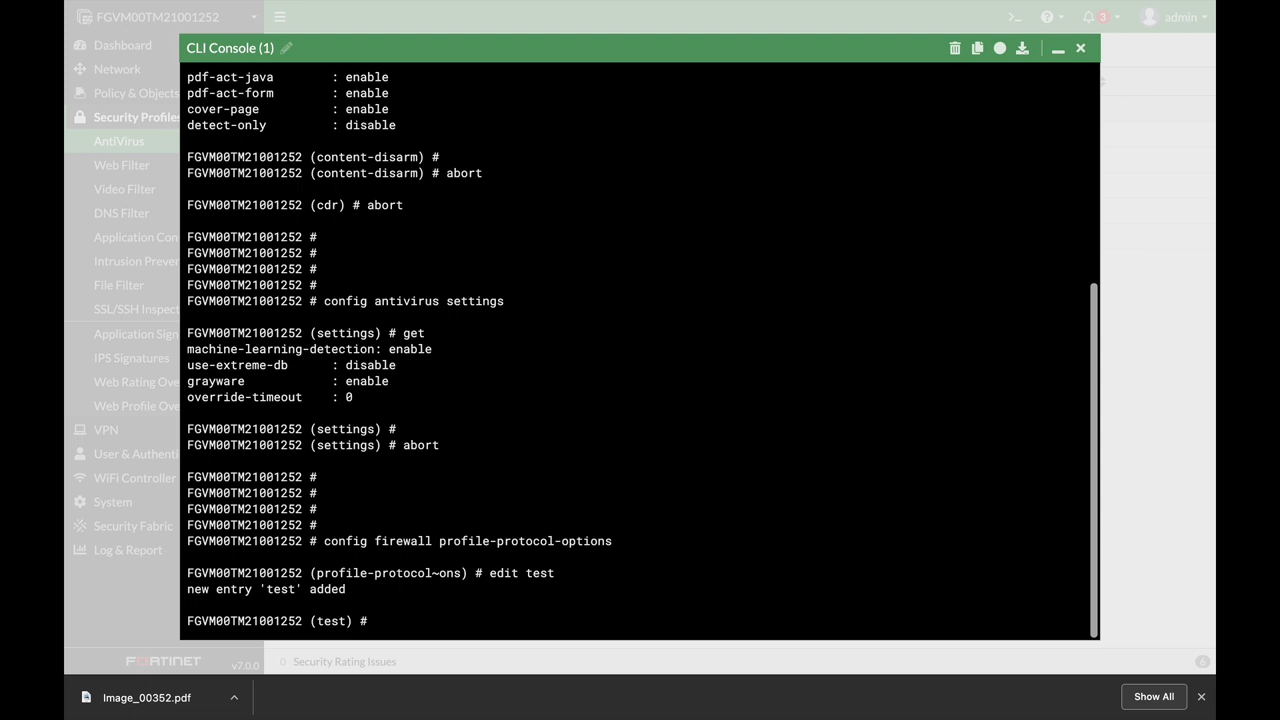 FGVM00TM21001252
3
admin
Dashboard
Network
Policy & Objects
Security Profiles
AntiVirus
Web Filter
Video Filter
DNS Filter
Application Con
Intrusion Preven
File Filter
SSL/SSH Inspect
Application Sign
IPS Signatures
Web Rating Ove
Web Profile Ove
VPN
User & Authenti
WiFi Controller
System
Security Fabric
Log & Report
FORTINET
v7.0.0
CLI Console (1)
pdf-act-java : enable
pdf-act-form : enable
cover-page : enable
detect-only : disable
FGVM00TM21001252 (content-disarm) #
FGVM00TM21001252 (content-disarm) # abort
FGVM00TM21001252 (cdr) # abort
FGVM00TM21001252 #
FGVM00TM21001252 #
FGVM00TM21001252 #
FGVM00TM21001252 #
FGVM00TM21001252 # config antivirus settings
FGVM00TM21001252 (settings) # get
machine-learning-detection: enable
use-extreme-db : disable
grayware : enable
override-timeout : 0
FGVM00TM21001252 (settings) #
FGVM00TM21001252 (settings) # abort
FGVM00TM21001252 #
FGVM00TM21001252 #
FGVM00TM21001252 #
FGVM00TM21001252 #
FGVM00TM21001252 # config firewall profile-protocol-options
FGVM00TM21001252 (profile-protocol~ons) # edit test
new entry 'test' added
FGVM00TM21001252 (test) #
0 Security Rating Issues
6
Image_00352.pdf
Show All